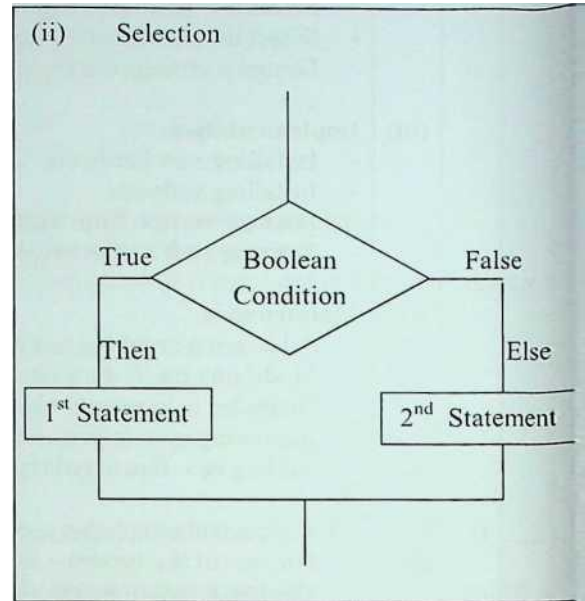 (ii) Selection
True
Boolean
Condition
False
Then
Else
1st Statement
2nd Statement